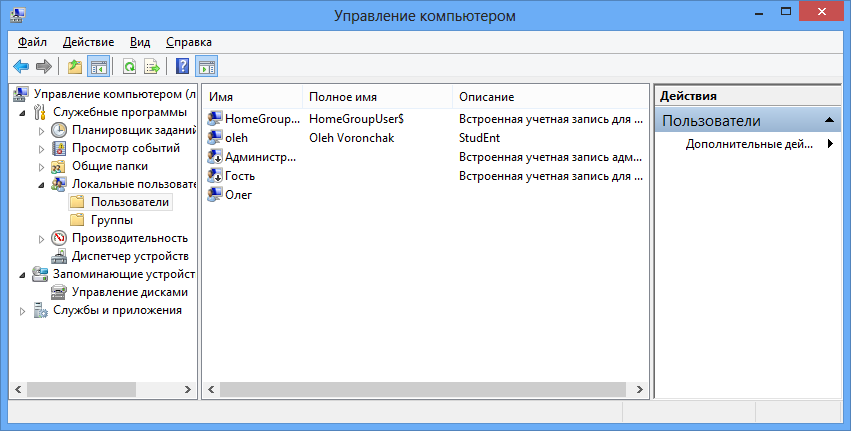 Управление компьютером
Файл Действие Вид Справка
Управление компьютером (л
Служебные программы
Планировщик заданий
Просмотр событий
Общие папки
Локальные пользовате
Пользователи
Группы
Производительность
Диспетчер устройств
Запоминающие устройст
Управление дисками
Службы и приложения
Имя Полное имя Описание
HomeGroup... HomeGroupUser$ Встроенная учетная запись для ...
oleh Oleh Voronchak StudEnt
Администр... Встроенная учетная запись адм...
Гость Встроенная учетная запись для ...
Олег
Действия
Пользователи
Дополнительные дей...